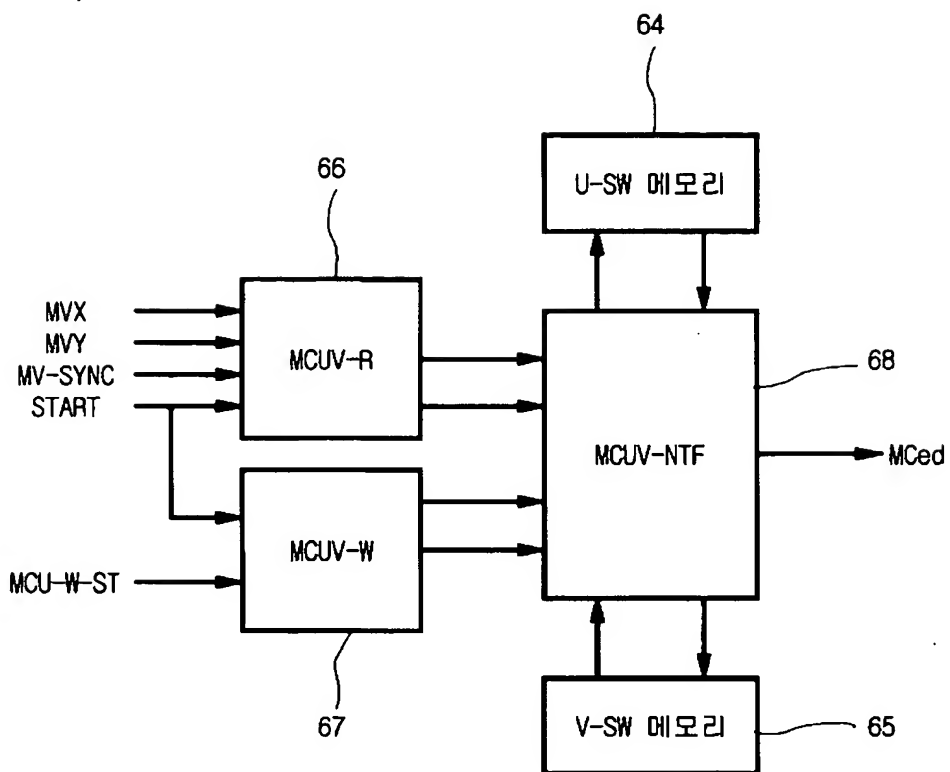 64
U-SW 메모리
66
MVX
MVY
MV-SYNC
START
MCUV-R
68
MCUV-NTF
MCed
MCUV-W
MCU-W-ST
67
V-SW 메모리
65